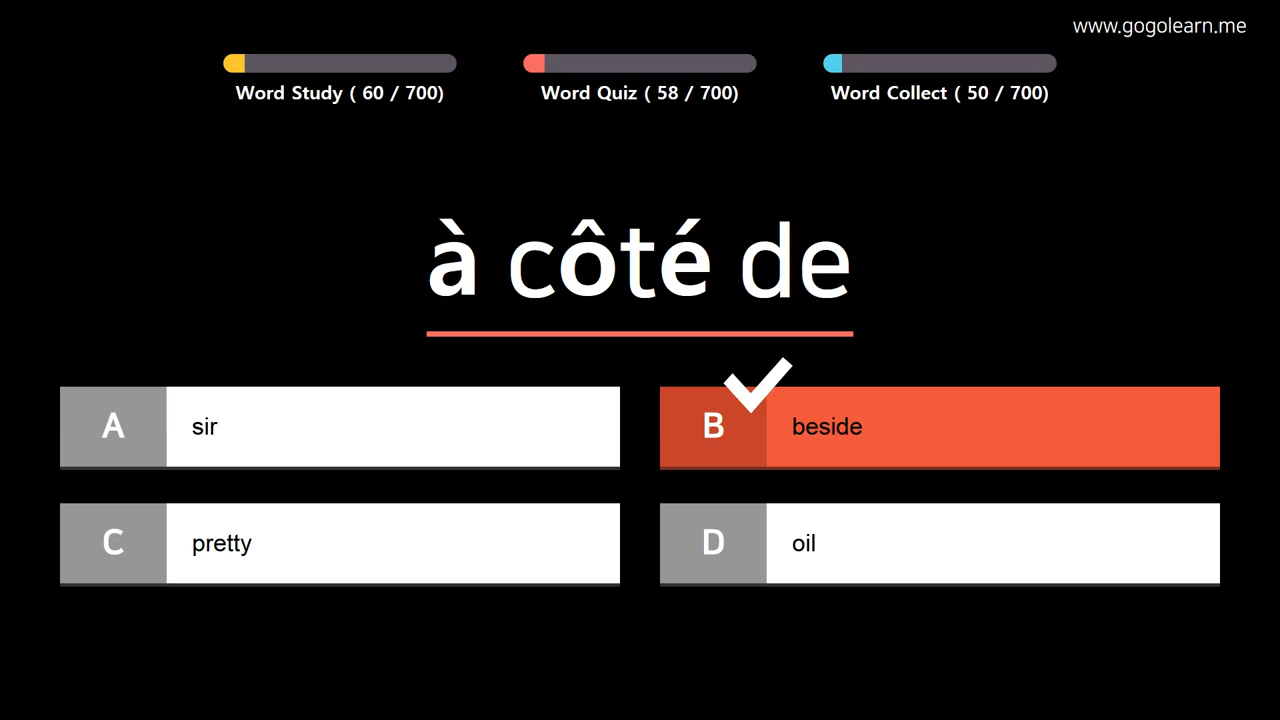 www.gogolearn.me
Word Study ( 60 / 700)
Word Quiz ( 58 / 700)
Word Collect ( 50 / 700)
à côté de
A sir
B beside
C pretty
D oil